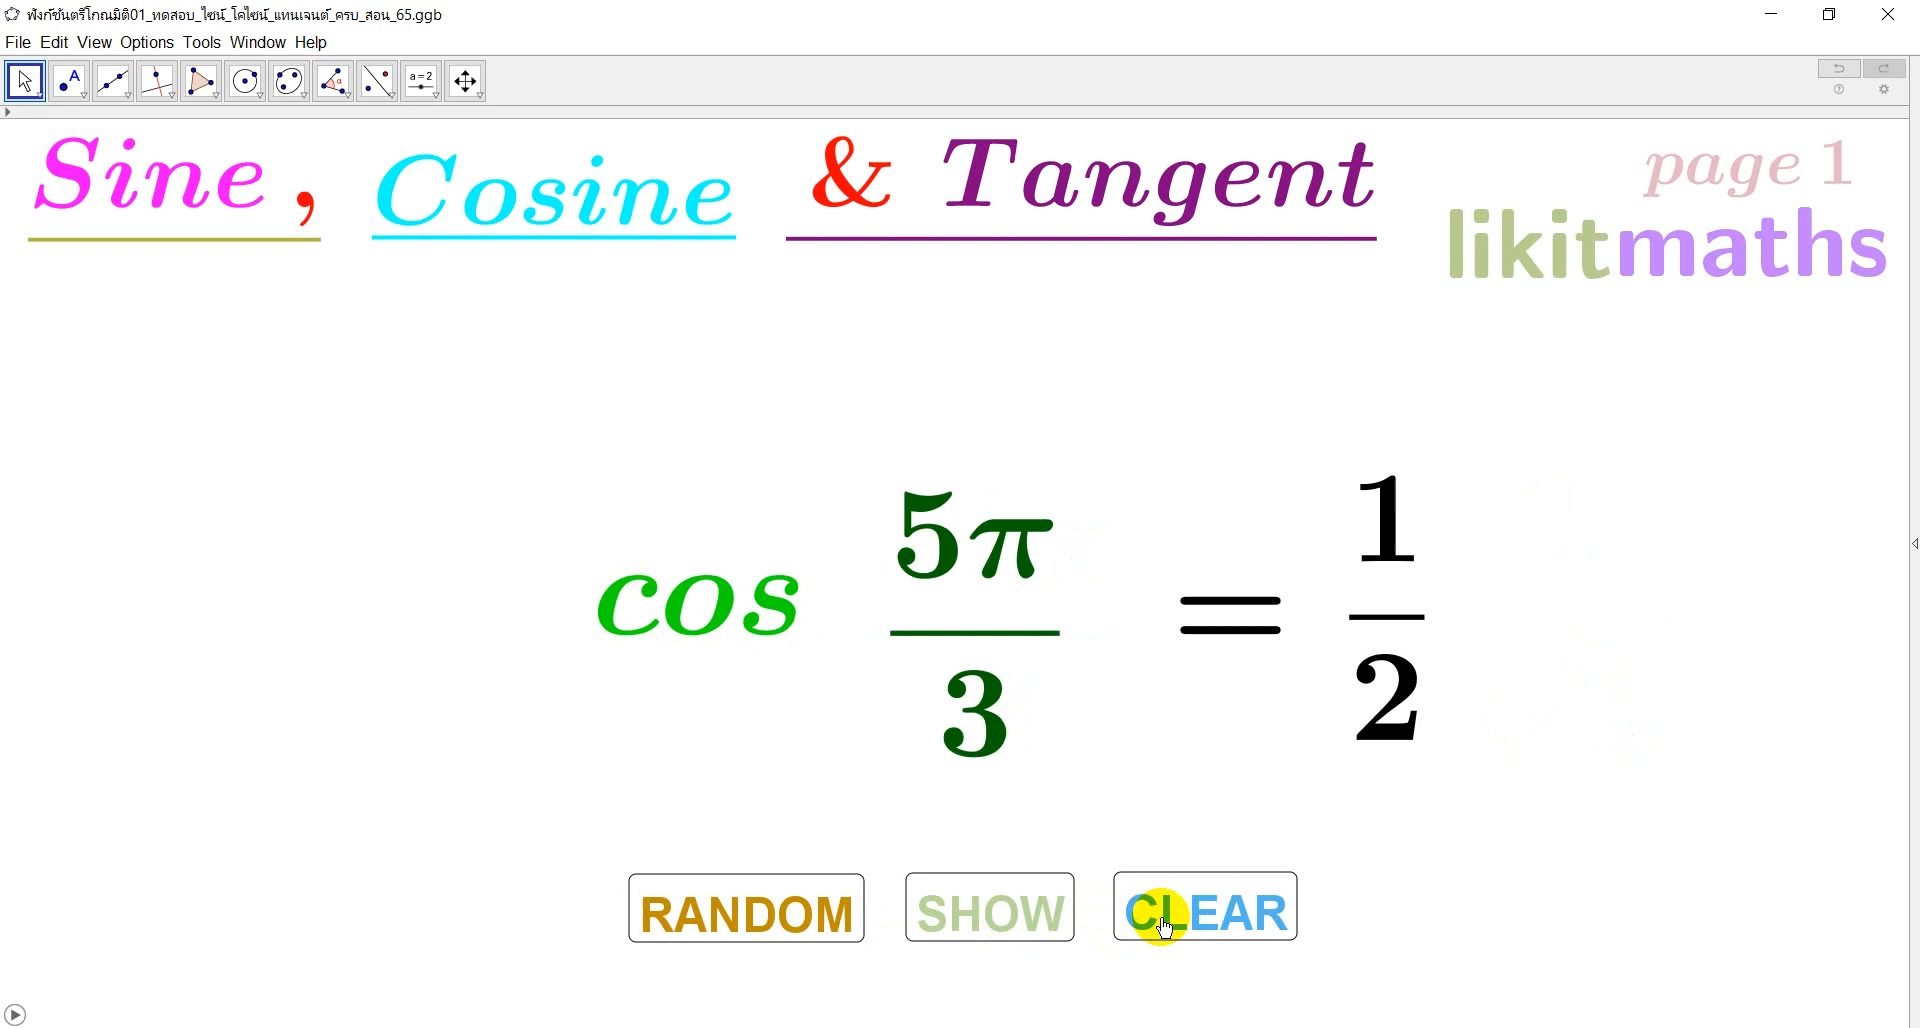 ฟังก์ชันตรีโกณมิติ01_ทดสอบ_ไซน์_โคไซน์_แทนเจนต์_ครบ_สอน_65.ggb
File Edit View Options Tools Window Help
A
α
a=2
Sine , Cosine & Tangent
page 1
likitmaths
cos 5π/3 = 1/2
RANDOM SHOW CLEAR